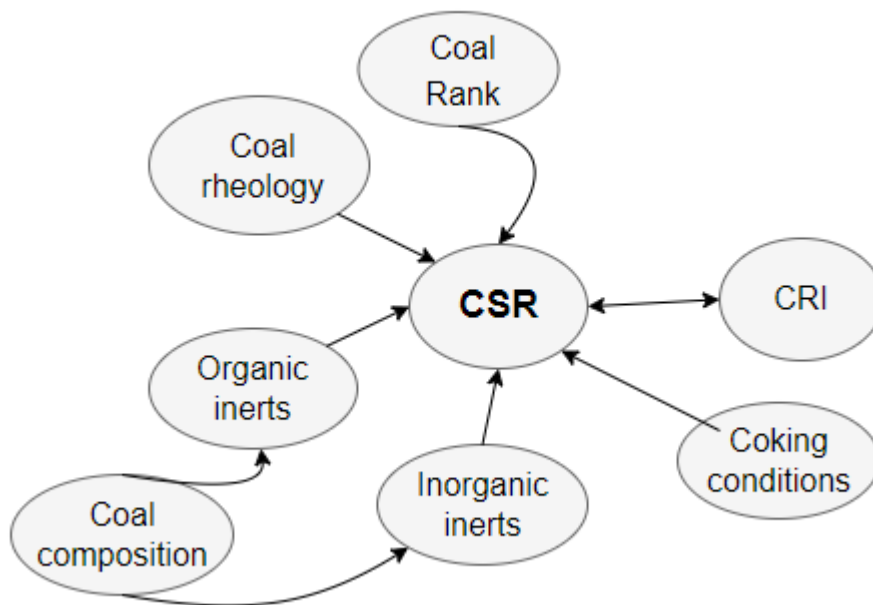 Coal
Rank
Coal
rheology
CSR
CRI
Organic
inerts
Coking
conditions
Inorganic
inerts
Coal
composition